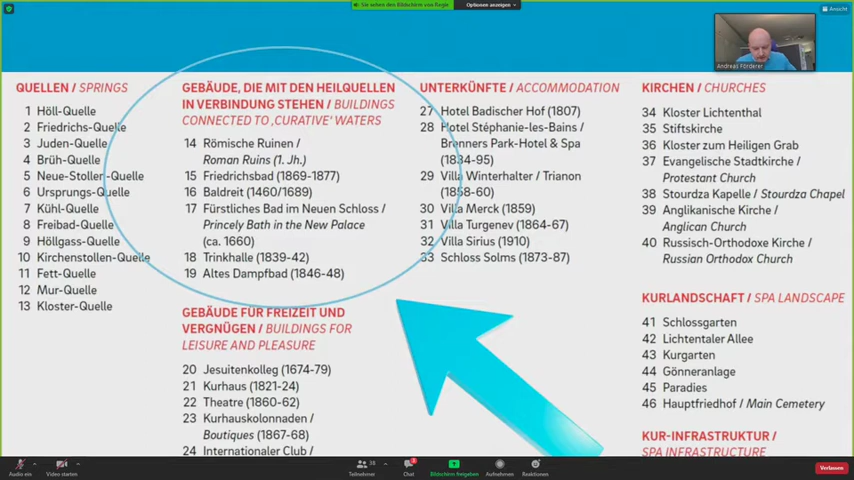 Sie sehen den Bildschirm von Regie
Optionen anzeigen
Ansicht
Andreas Förderer
QUELLEN / SPRINGS
1 Höll-Quelle
2 Friedrichs-Quelle
3 Juden-Quelle
4 Brüh-Quelle
5 Neue-Stollen-Quelle
6 Ursprungs-Quelle
7 Kühl-Quelle
8 Freibad-Quelle
9 Höllgass-Quelle
10 Kirchenstollen-Quelle
11 Fett-Quelle
12 Mur-Quelle
13 Kloster-Quelle
GEBÄUDE, DIE MIT DEN HEILQUELLEN
IN VERBINDUNG STEHEN / BUILDINGS
CONNECTED TO ‚CURATIVE‘ WATERS
14 Römische Ruinen /
Roman Ruins (1. Jh.)
15 Friedrichsbad (1869-1877)
16 Baldreit (1460/1689)
17 Fürstliches Bad im Neuen Schloss /
Princely Bath in the New Palace
(ca. 1660)
18 Trinkhalle (1839-42)
19 Altes Dampfbad (1846-48)
GEBÄUDE FÜR FREIZEIT UND
VERGNÜGEN / BUILDINGS FOR
LEISURE AND PLEASURE
20 Jesuitenkolleg (1674-79)
21 Kurhaus (1821-24)
22 Theatre (1860-62)
23 Kurhauskolonnaden /
Boutiques (1867-68)
24 Internationaler Club /
UNTERKÜNFTE / ACCOMMODATION
27 Hotel Badischer Hof (1807)
28 Hotel Stéphanie-les-Bains /
Brenners Park-Hotel & Spa
(1834-95)
29 Villa Winterhalter / Trianon
(1858-60)
30 Villa Merck (1859)
31 Villa Turgenev (1864-67)
32 Villa Sirius (1910)
33 Schloss Solms (1873-87)
KIRCHEN / CHURCHES
34 Kloster Lichtenthal
35 Stiftskirche
36 Kloster zum Heiligen Grab
37 Evangelische Stadtkirche /
Protestant Church
38 Stourdza Kapelle / Stourdza Chapel
39 Anglikanische Kirche /
Anglican Church
40 Russisch-Orthodoxe Kirche /
Russian Orthodox Church
KURLANDSCHAFT / SPA LANDSCAPE
41 Schlossgarten
42 Lichtentaler Allee
43 Kurgarten
44 Gönneranlage
45 Paradies
46 Hauptfriedhof / Main Cemetery
KUR-INFRASTRUKTUR /
SPA INFRASTRUCTURE
Audio ein
Video starten
38
Teilnehmer
Chat
Bildschirm freigeben
Aufnehmen
Reaktionen
Verlassen